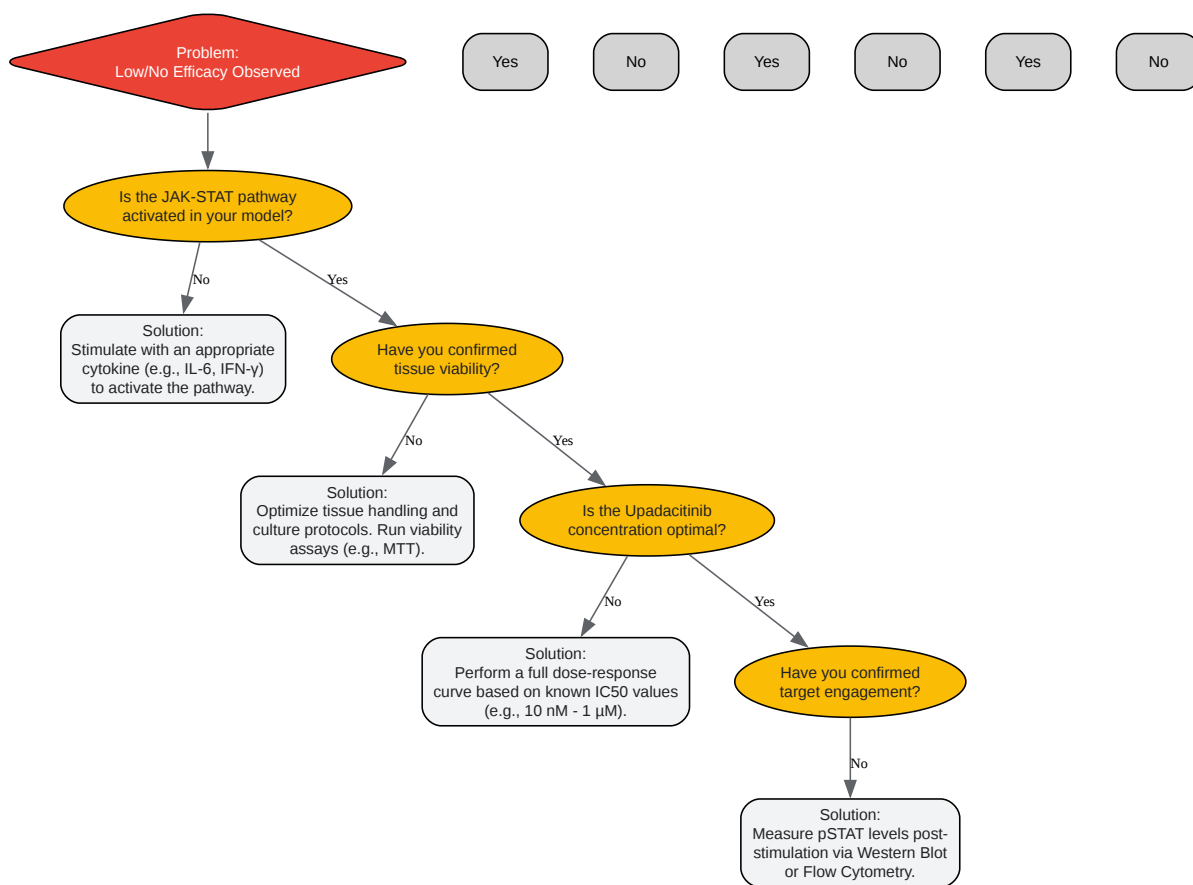 Problem:
Low/No Efficacy Observed
Yes
No
Yes
No
Yes
No
Is the JAK-STAT pathway
activated in your model?
No
Yes
Solution:
Stimulate with an appropriate
cytokine (e.g., IL-6, IFN-γ)
to activate the pathway.
Have you confirmed
tissue viability?
No
Yes
Solution:
Optimize tissue handling and
culture protocols. Run viability
assays (e.g., MTT).
Is the Upadacitinib
concentration optimal?
No
Yes
Solution:
Perform a full dose-response
curve based on known IC50 values
(e.g., 10 nM - 1 µM).
Have you confirmed
target engagement?
No
Solution:
Measure pSTAT levels post-
stimulation via Western Blot
or Flow Cytometry.